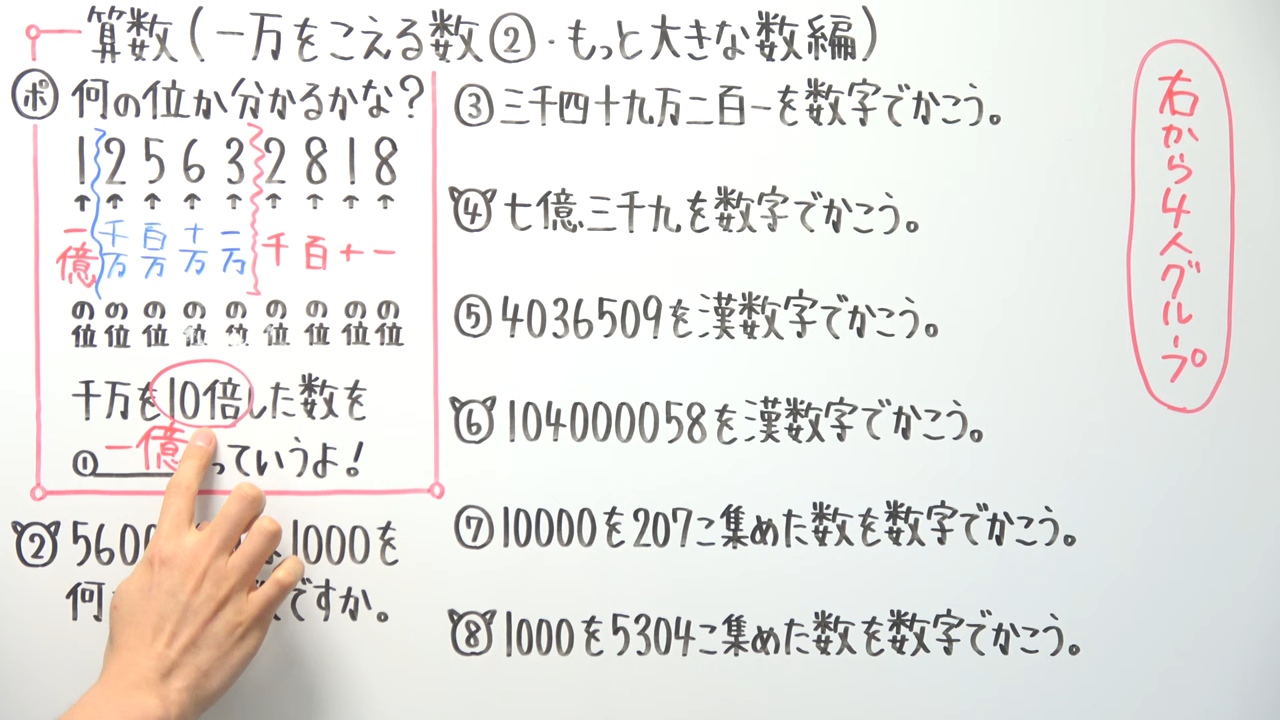 算数(一万をこえる数②・もっと大きな数編)
ポ 何の位か分かるかな?
1 2 5 6 3 2 8 1 8
↑ ↑ ↑ ↑ ↑ ↑ ↑ ↑ ↑
一億 千万 百万 十万 一万 千 百 十 一
の位 の位 の位 の位 の位 の位 の位 の位 の位
千万を10倍した数を
① 一億 っていうよ!
② 5600 1000を
何 ですか。
③ 三千四十九万二百一を数字でかこう。
④ 七億三千九を数字でかこう。
⑤ 4036509を漢数字でかこう。
⑥ 104000058を漢数字でかこう。
⑦ 10000を207こ集めた数を数字でかこう。
⑧ 1000を5304こ集めた数を数字でかこう。
右から4人グループ